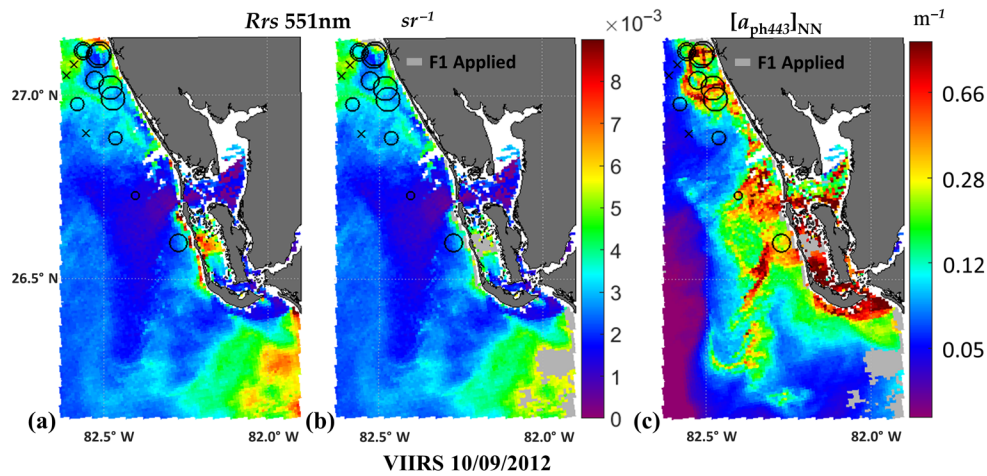 Rrs 551nm sr⁻¹ ×10⁻³ [aph443]NN m⁻¹
F1 Applied F1 Applied
27.0°N
26.5°N
8
7
6
5
4
3
2
1
0
0.66
0.28
0.12
0.05
(a) (b) (c)
82.5° W 82.0° W 82.5° W 82.0° W 82.5° W 82.0° W
VIIRS 10/09/2012